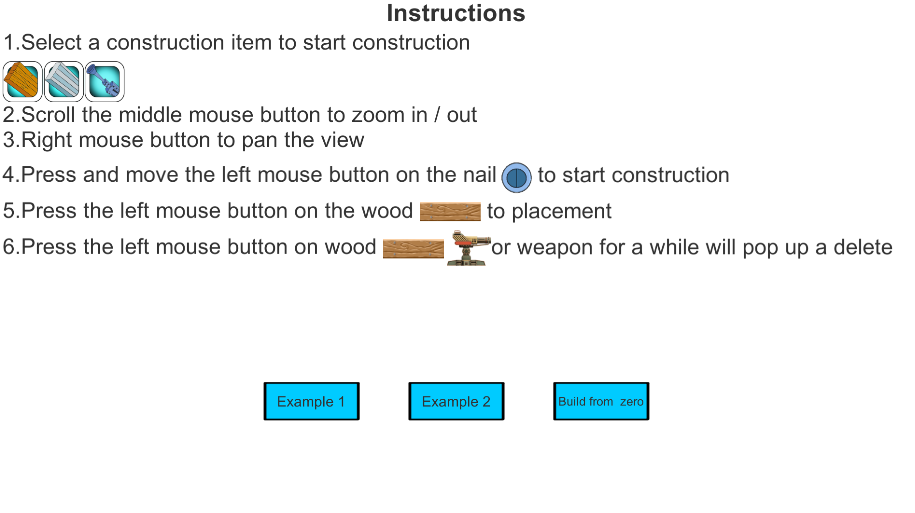 Instructions
1.Select a construction item to start construction
2.Scroll the middle mouse button to zoom in / out
3.Right mouse button to pan the view
4.Press and move the left mouse button on the nail to start construction
5.Press the left mouse button on the wood to placement
6.Press the left mouse button on wood or weapon for a while will pop up a delete
Example 1
Example 2
Build from zero